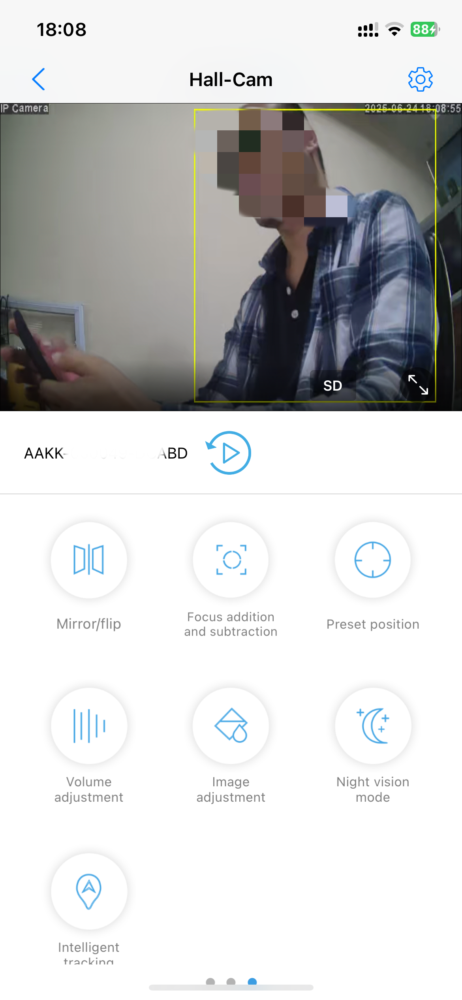 18:08
88
Hall-Cam
IP Camera
2025-06-24 18:08:55
SD
AAKK-
ABD
Mirror/flip
Focus addition
and subtraction
Preset position
Volume
adjustment
Image
adjustment
Night vision
mode
Intelligent
tracking